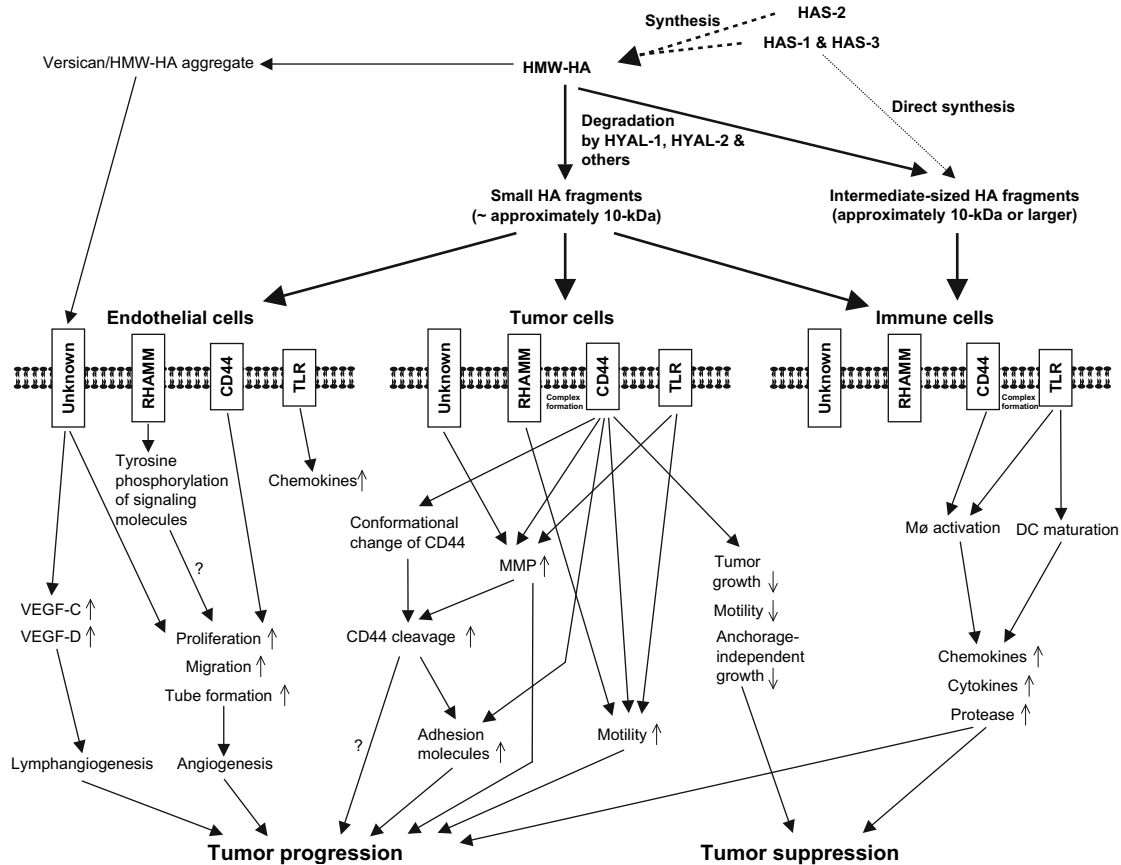 HAS-2
Synthesis
HAS-1 & HAS-3
Versican/HMW-HA aggregate
HMW-HA
Direct synthesis
Degradation
by HYAL-1, HYAL-2 &
others
Small HA fragments
(~ approximately 10-kDa)
Intermediate-sized HA fragments
(approximately 10-kDa or larger)
Endothelial cells
Tumor cells
Immune cells
Unknown
RHAMM
CD44
TLR
Unknown
RHAMM
Complex
formation
CD44
TLR
Unknown
RHAMM
CD44
Complex
formation
TLR
Tyrosine
phosphorylation
of signaling
molecules
Chemokines↑
Conformational
change of CD44
MMP ↑
Mø activation
DC maturation
?
Tumor
growth ↓
Motility ↓
Anchorage-
independent
growth ↓
VEGF-C ↑
VEGF-D ↑
Proliferation ↑
Migration ↑
Tube formation ↑
CD44 cleavage ↑
Chemokines ↑
Cytokines ↑
Protease ↑
?
Adhesion
molecules ↑
Motility ↑
Lymphangiogenesis
Angiogenesis
Tumor progression
Tumor suppression